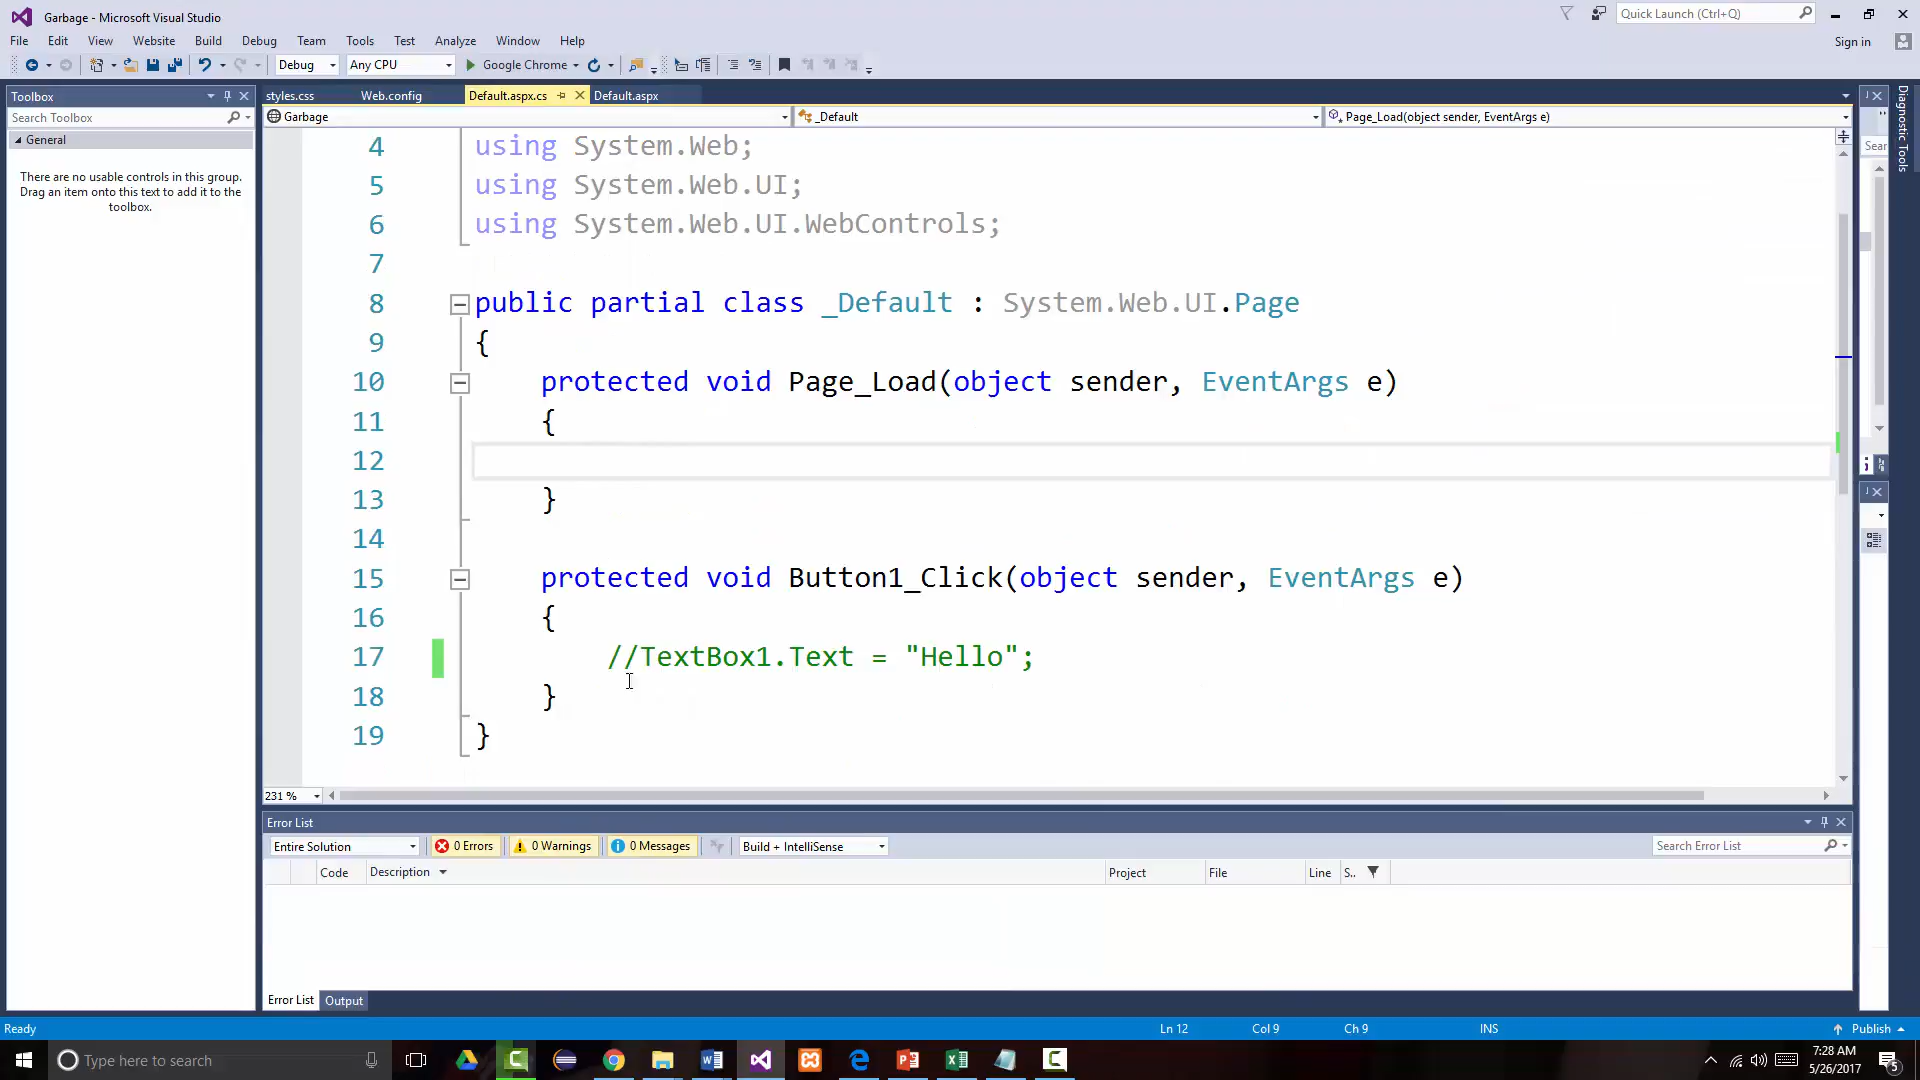 Garbage - Microsoft Visual Studio
Quick Launch (Ctrl+Q)
File Edit View Website Build Debug Team Tools Test Analyze Window Help
Sign in
Debug Any CPU Google Chrome
Toolbox
styles.css Web.config Default.aspx.cs Default.aspx
Search Toolbox
Garbage _Default Page_Load(object sender, EventArgs e)
General
There are no usable controls in this group.
Drag an item onto this text to add it to the
toolbox.
Sear
Diagnostic Tools
4 using System.Web;
5 using System.Web.UI;
6 using System.Web.UI.WebControls;
7
8 public partial class _Default : System.Web.UI.Page
9 {
10 protected void Page_Load(object sender, EventArgs e)
11 {
12
13 }
14
15 protected void Button1_Click(object sender, EventArgs e)
16 {
17 //TextBox1.Text = "Hello";
18 }
19 }
231 %
Error List
Entire Solution 0 Errors 0 Warnings 0 Messages Build + IntelliSense Search Error List
Code Description Project File Line S..
Error List Output
Ready Ln 12 Col 9 Ch 9 INS Publish
Type here to search
7:28 AM
5/26/2017
5